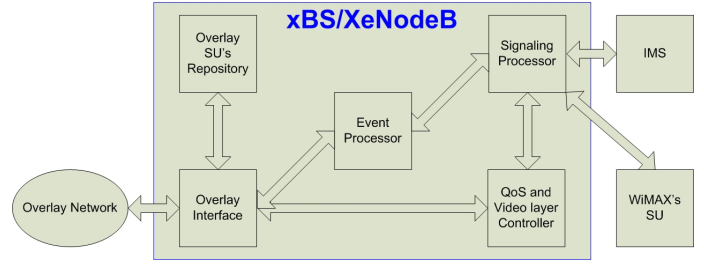 xBS/XeNodeB
Overlay
SU's
Repository
Signaling
Processor
IMS
Event
Processor
Overlay Network
Overlay
Interface
QoS and
Video layer
Controller
WiMAX's
SU